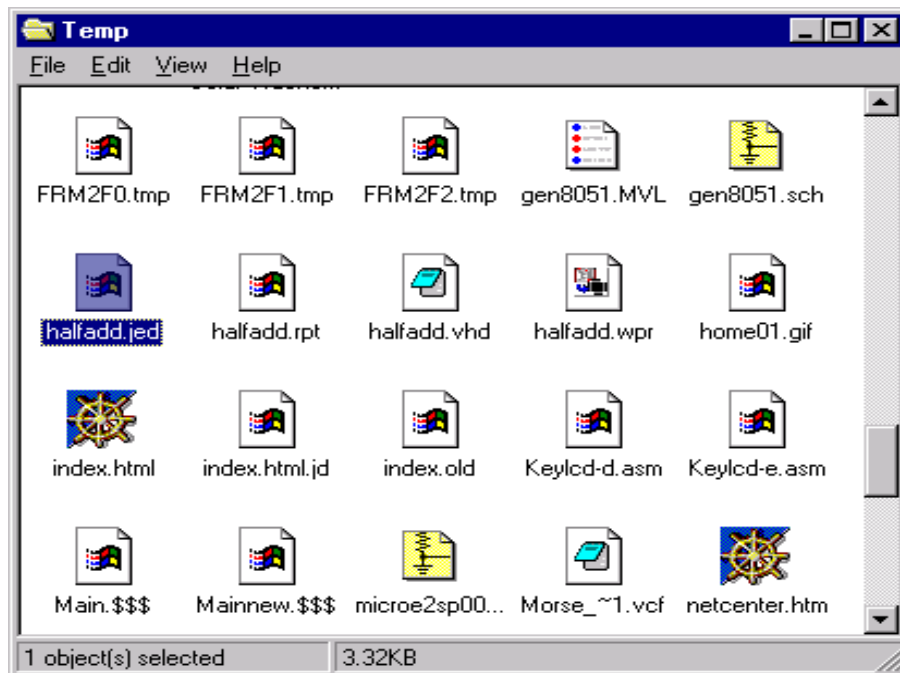 Temp
File Edit View Help
FRM2F0.tmp FRM2F1.tmp FRM2F2.tmp gen8051.MVL gen8051.sch
halfadd.jed halfadd.rpt halfadd.vhd halfadd.wpr home01.gif
index.html index.html.jd index.old Keylcd-d.asm Keylcd-e.asm
Main.$$$ Mainnew.$$$ microe2sp00... Morse_~1.vcf netcenter.htm
1 object(s) selected 3.32KB